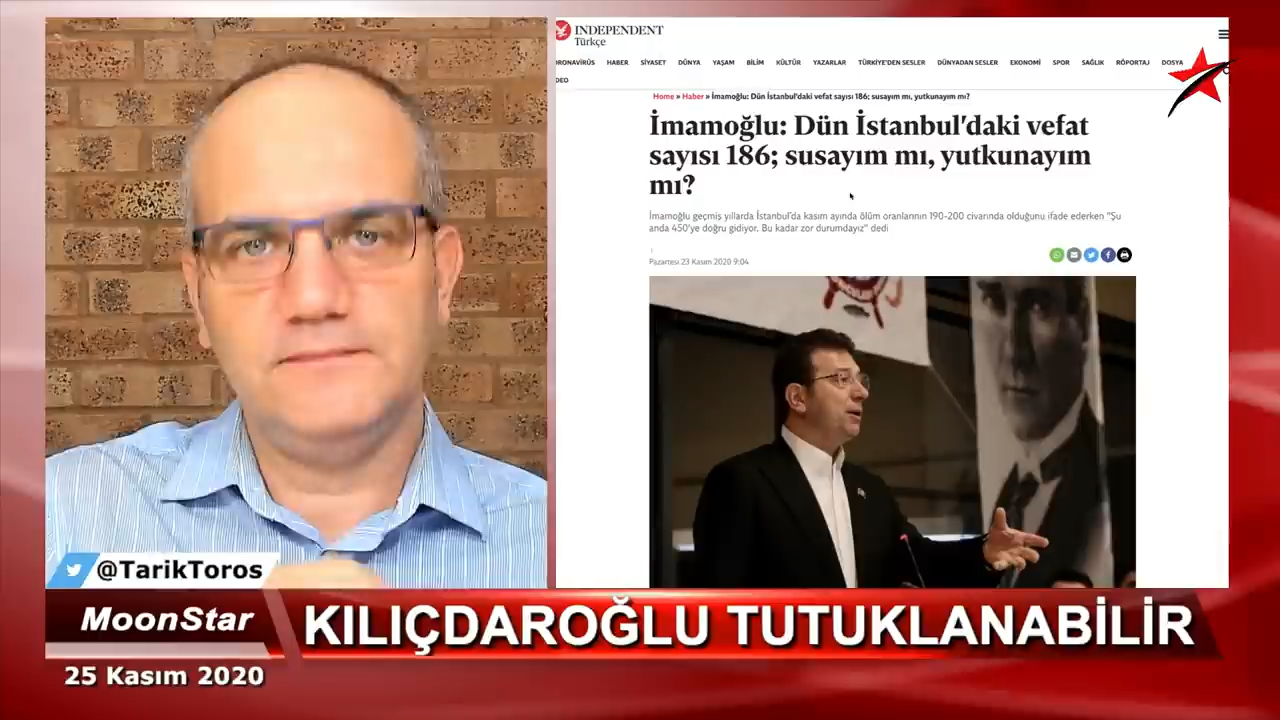 INDEPENDENT
Türkçe
HABER SİYASET DÜNYA YAŞAM BİLİM KÜLTÜR YAZARLAR TÜRKİYE'DEN SESLER DÜNYADAN SESLER EKONOMİ SPOR SAĞLIK RÖPORTAJ DOSYA
Home » Haber » İmamoğlu: Dün İstanbul'daki vefat sayısı 186; susayım mı, yutkunayım mı?
İmamoğlu: Dün İstanbul'daki vefat
sayısı 186; susayım mı, yutkunayım
mı?
İmamoğlu geçmiş yıllarda İstanbul'da kasım ayında ölüm oranlarının 190-200 civarında olduğunu ifade ederken "Şu
anda 450'ye doğru gidiyor. Bu kadar zor durumdayız" dedi
Pazartesi 23 Kasım 2020 9:04
@TarikToros
MoonStar
KILIÇDAROĞLU TUTUKLANABİLİR
25 Kasım 2020